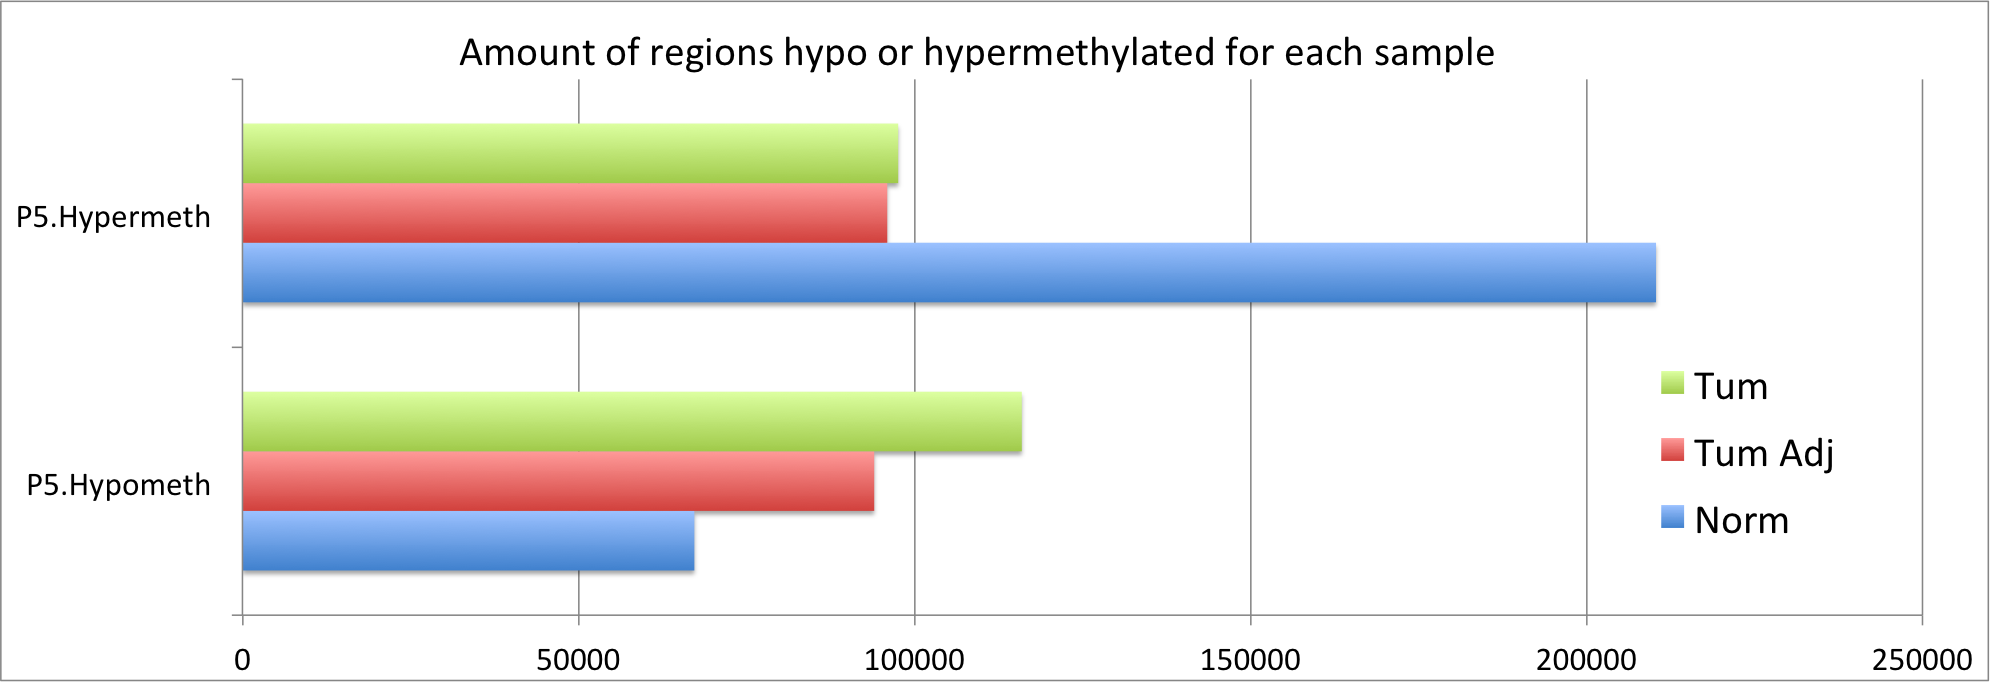 Amount of regions hypo or hypermethylated for each sample
P5.Hypermeth
P5.Hypometh
Tum
Tum Adj
Norm
0 50000 100000 150000 200000 250000